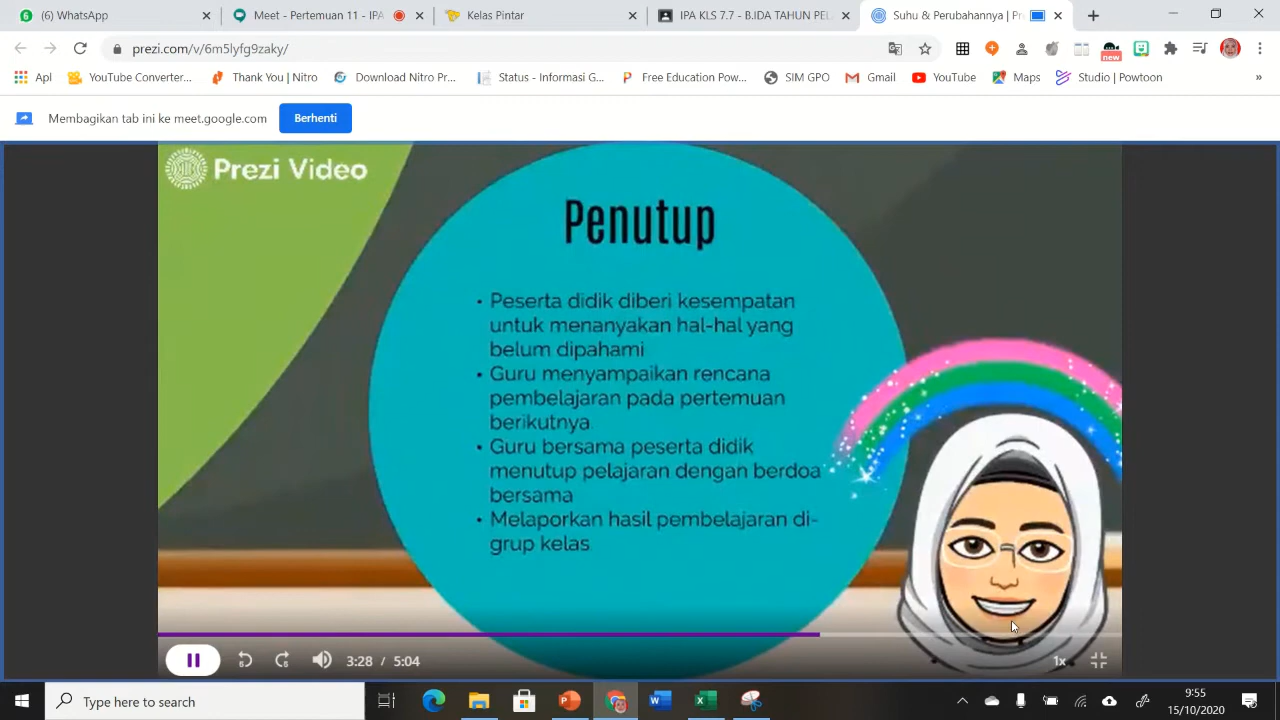 6 WhatsApp
Meet - Pertemuan 11 - IPA
Kelas Pintar
IPA KLS 7.7 - B.IDA TAHUN PEL
Suhu & Perubahannya | Pr
prezi.com/v/6m5lyfg9zaky/
new
Apl
YouTube Converter...
Thank You | Nitro
Download Nitro Pr...
Status - Informasi G...
Free Education Pow...
SIM GPO
Gmail
YouTube
Maps
Studio | Powtoon
»
Membagikan tab ini ke meet.google.com
Berhenti
Prezi Video
Penutup
• Peserta didik diberi kesempatan
untuk menanyakan hal-hal yang
belum dipahami
• Guru menyampaikan rencana
pembelajaran pada pertemuan
berikutnya
• Guru bersama peserta didik
menutup pelajaran dengan berdoa
bersama
• Melaporkan hasil pembelajaran di-
grup kelas
3:28 / 5:04
1x
Type here to search
9:55
15/10/2020